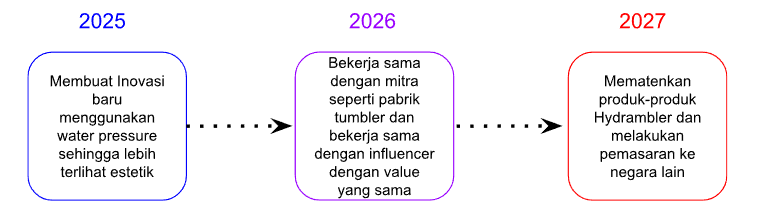 2025
2026
2027
Membuat Inovasi
baru
menggunakan
water pressure
sehingga lebih
terlihat estetik
Bekerja sama
dengan mitra
seperti pabrik
tumbler dan
bekerja sama
dengan influencer
dengan value
yang sama
Mematenkan
produk-produk
Hydrambler dan
melakukan
pemasaran ke
negara lain